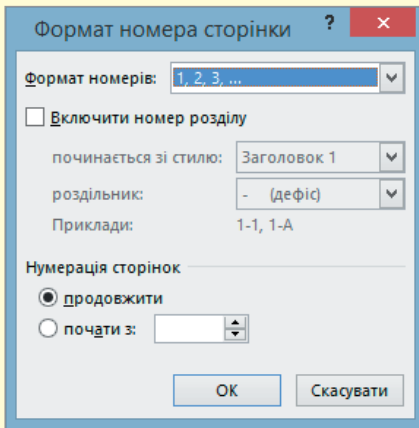 Формат номера сторінки ? ×
Формат номерів: 1, 2, 3, ...
Включити номер розділу
починається зі стилю: Заголовок 1
роздільник: - (дефіс)
Приклади: 1-1, 1-A
Нумерація сторінок
продовжити
почати з:
ОК Скасувати